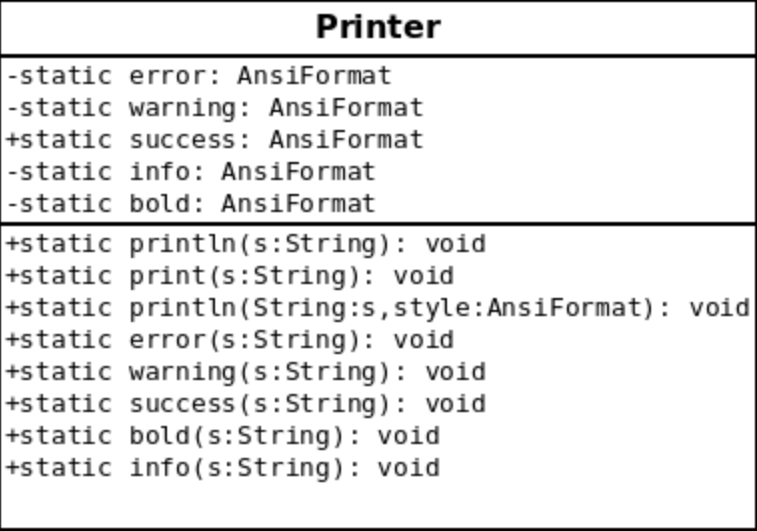 Printer
-static error: AnsiFormat
-static warning: AnsiFormat
+static success: AnsiFormat
-static info: AnsiFormat
-static bold: AnsiFormat
+static println(s:String): void
+static print(s:String): void
+static println(String:s,style:AnsiFormat): void
+static error(s:String): void
+static warning(s:String): void
+static success(s:String): void
+static bold(s:String): void
+static info(s:String): void